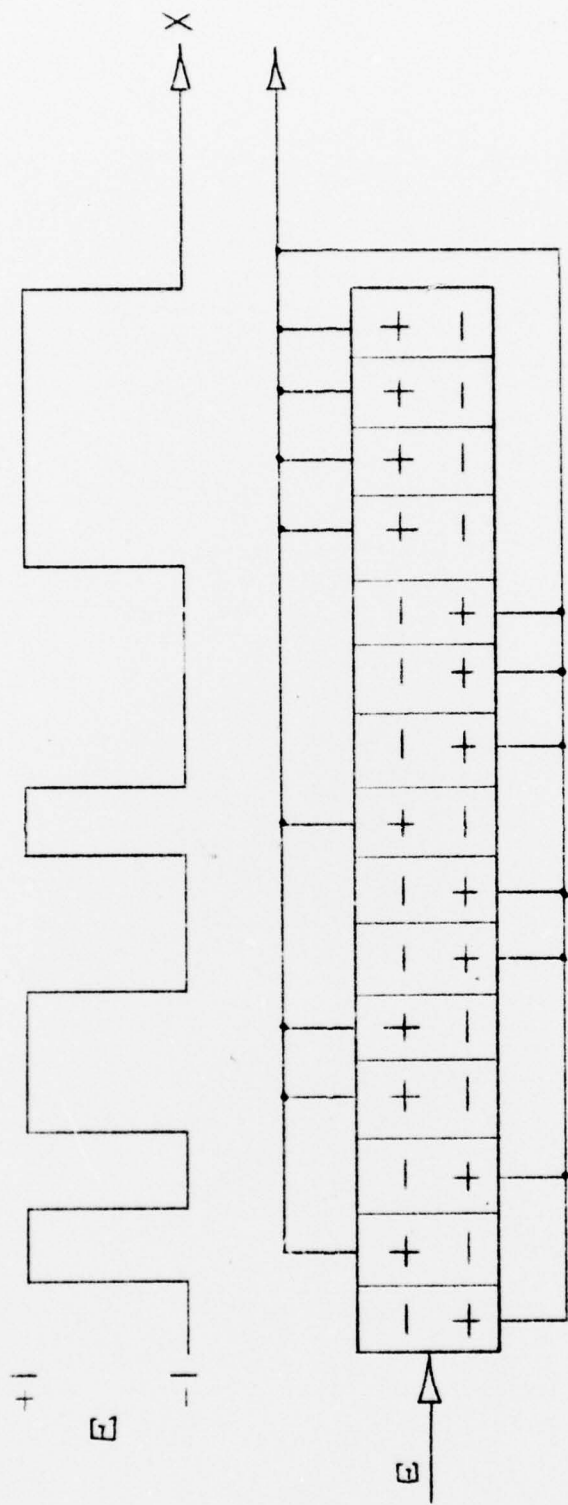 +1
E
-1
X
E
- + - + + - - + - - - + + + +
+ - + - - + + - + + + - - - -